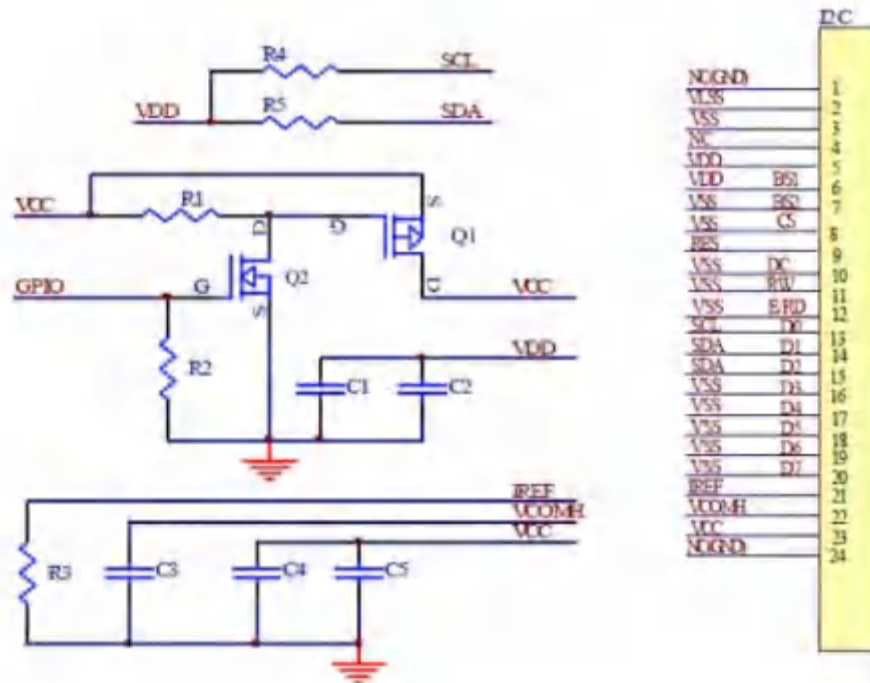 I2C
R4
SCL
R5
VDD
SDA
VCC
R1
S
D
G
Q1
Q2
GPIO
G
D
VCC
S
R2
VDD
C1
C2
IREF
VCOMH
VCC
R3
C3
C4
C5
NC(GND) 1
VLSS 2
VSS 3
NC 4
VDD 5
VDD BS1 6
VSS BS2 7
VSS CS 8
RES 9
VSS DC 10
VSS RW 11
VSS E/RD 12
SCL D0 13
SDA D1 14
SDA D2 15
VSS D3 16
VSS D4 17
VSS D5 18
VSS D6 19
VSS D7 20
IREF 21
VCOMH 22
VCC 23
NC(GND) 24